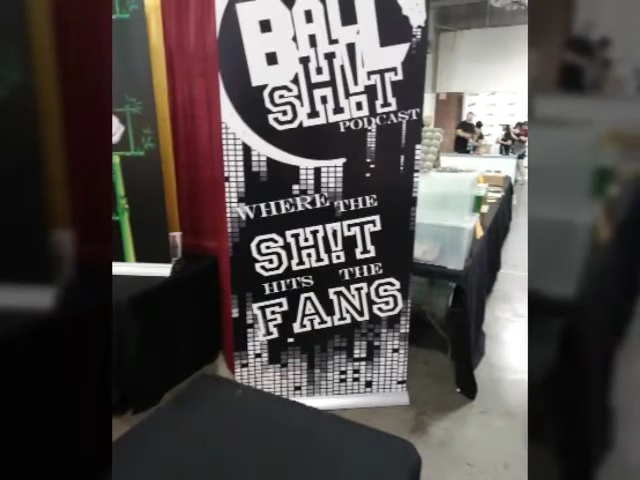 BALL
SH!T
PODCAST
WHERE THE
SH!T
HITS THE
FANS